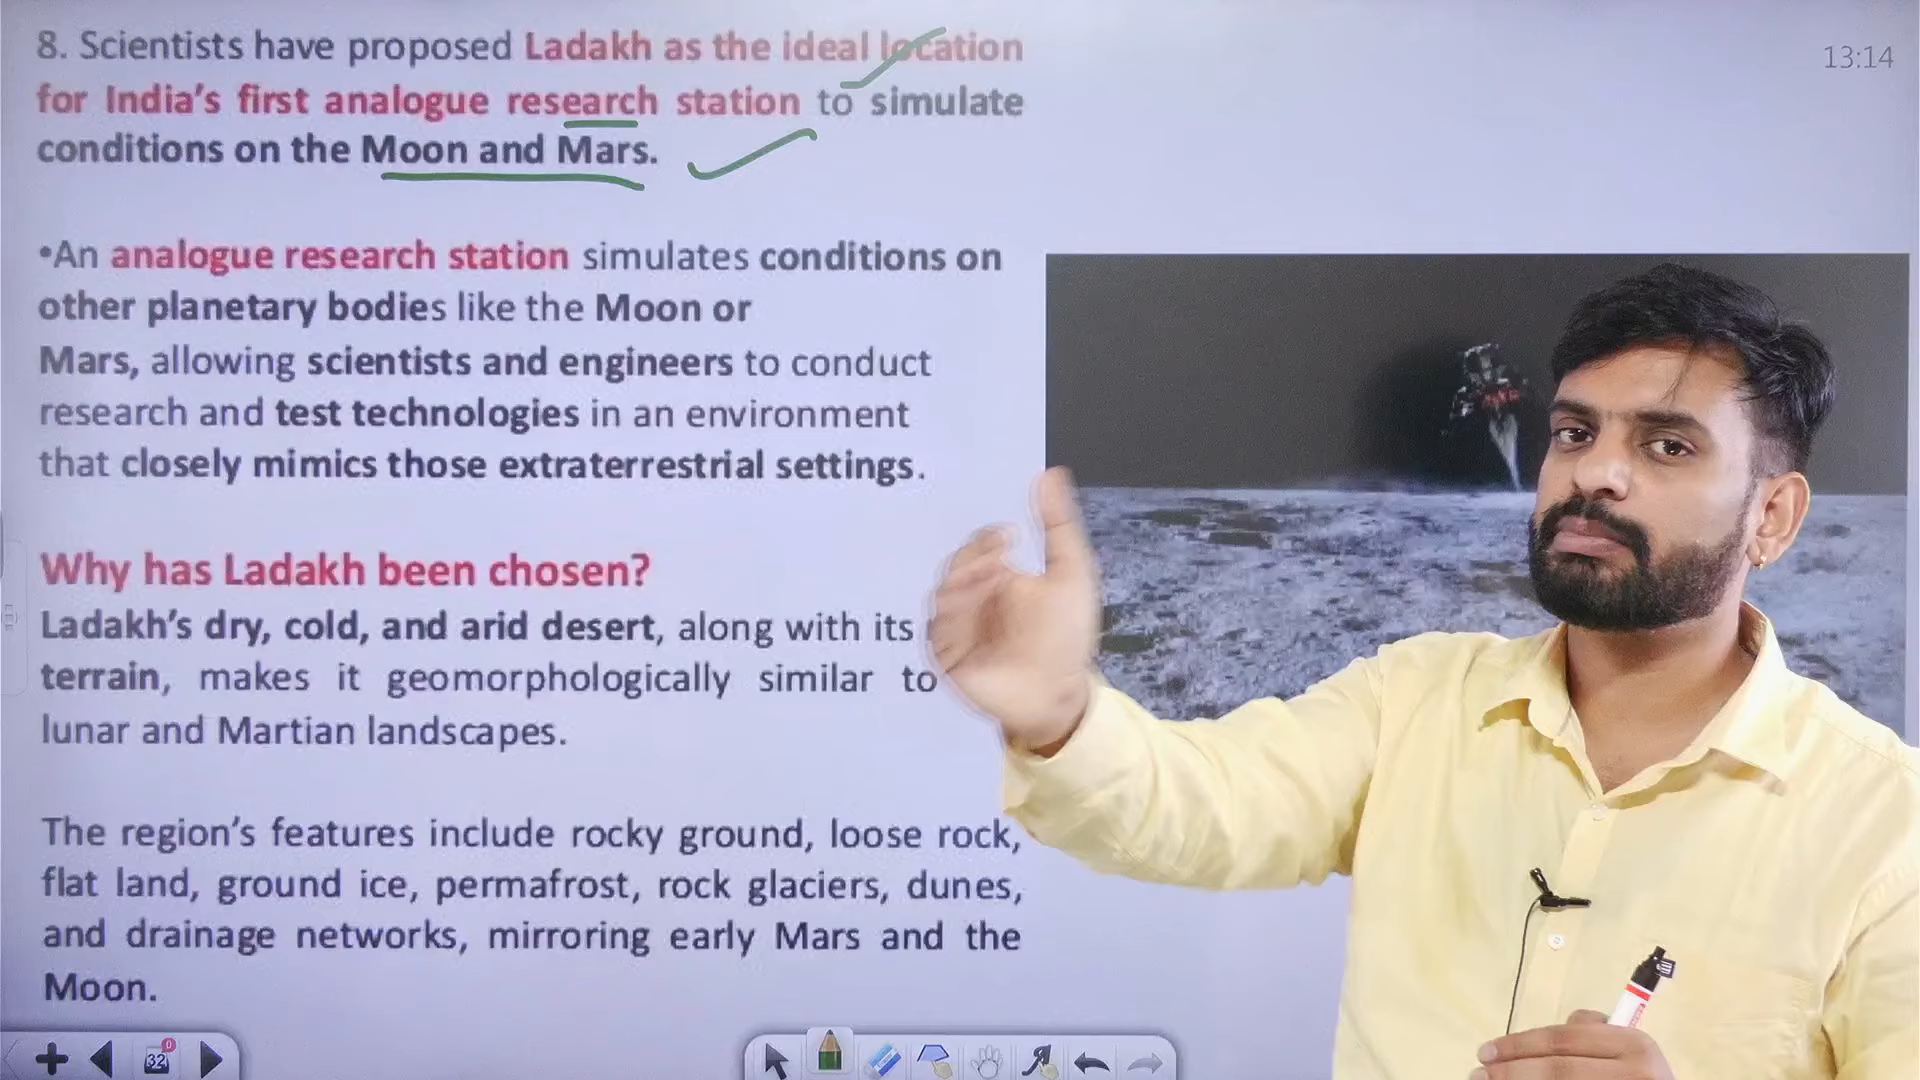 8. Scientists have proposed Ladakh as the ideal location
for India's first analogue research station to simulate
conditions on the Moon and Mars.
13:14
•An analogue research station simulates conditions on
other planetary bodies like the Moon or
Mars, allowing scientists and engineers to conduct
research and test technologies in an environment
that closely mimics those extraterrestrial settings.
Why has Ladakh been chosen?
Ladakh's dry, cold, and arid desert, along with its
terrain, makes it geomorphologically similar to
lunar and Martian landscapes.
The region's features include rocky ground, loose rock,
flat land, ground ice, permafrost, rock glaciers, dunes,
and drainage networks, mirroring early Mars and the
Moon.
32
0